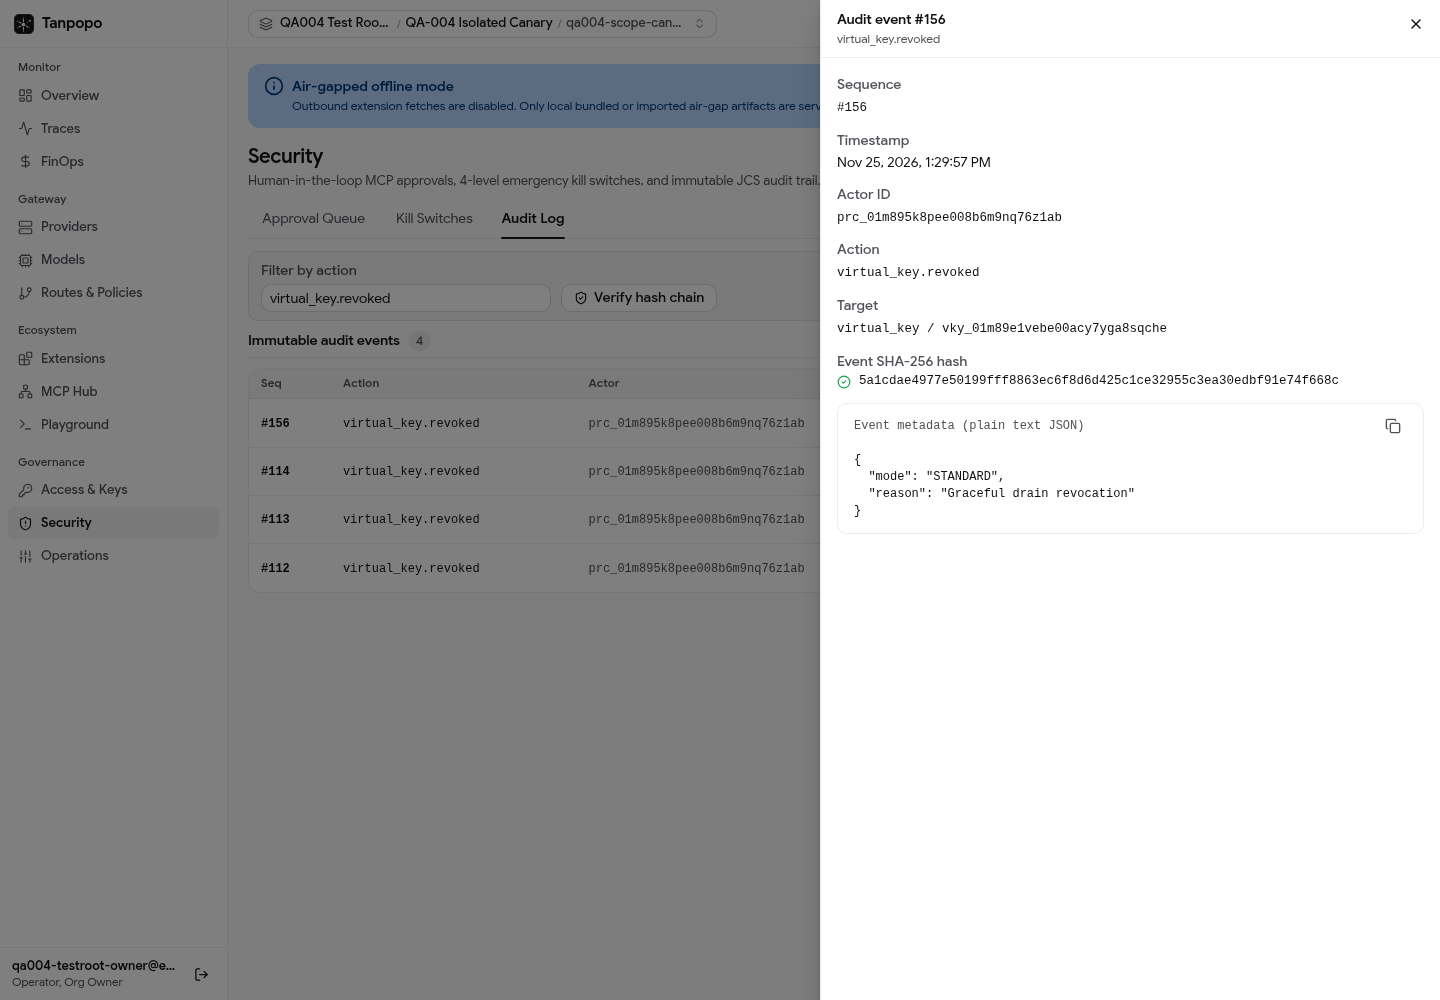 Tanpopo
Monitor
Overview
Traces
FinOps
Gateway
Providers
Models
Routes & Policies
Ecosystem
Extensions
MCP Hub
Playground
Governance
Access & Keys
Security
Operations
qa004-testroot-owner@e...
Operator, Org Owner
QA004 Test Roo... / QA-004 Isolated Canary / qa004-scope-can...
Air-gapped offline mode
Outbound extension fetches are disabled. Only local bundled or imported air-gap artifacts are serv
Security
Human-in-the-loop MCP approvals, 4-level emergency kill switches, and immutable JCS audit trail.
Approval Queue Kill Switches Audit Log
Filter by action
virtual_key.revoked Verify hash chain
Immutable audit events 4
Seq Action Actor
#156 virtual_key.revoked prc_01m895k8pee008b6m9nq76z1ab
#114 virtual_key.revoked prc_01m895k8pee008b6m9nq76z1ab
#113 virtual_key.revoked prc_01m895k8pee008b6m9nq76z1ab
#112 virtual_key.revoked prc_01m895k8pee008b6m9nq76z1ab
Audit event #156
virtual_key.revoked
Sequence
#156
Timestamp
Nov 25, 2026, 1:29:57 PM
Actor ID
prc_01m895k8pee008b6m9nq76z1ab
Action
virtual_key.revoked
Target
virtual_key / vky_01m89e1vebe00acy7yga8sqche
Event SHA-256 hash
5a1cdae4977e50199fff8863ec6f8d6d425c1ce32955c3ea30edbf91e74f668c
Event metadata (plain text JSON)
{
  "mode": "STANDARD",
  "reason": "Graceful drain revocation"
}